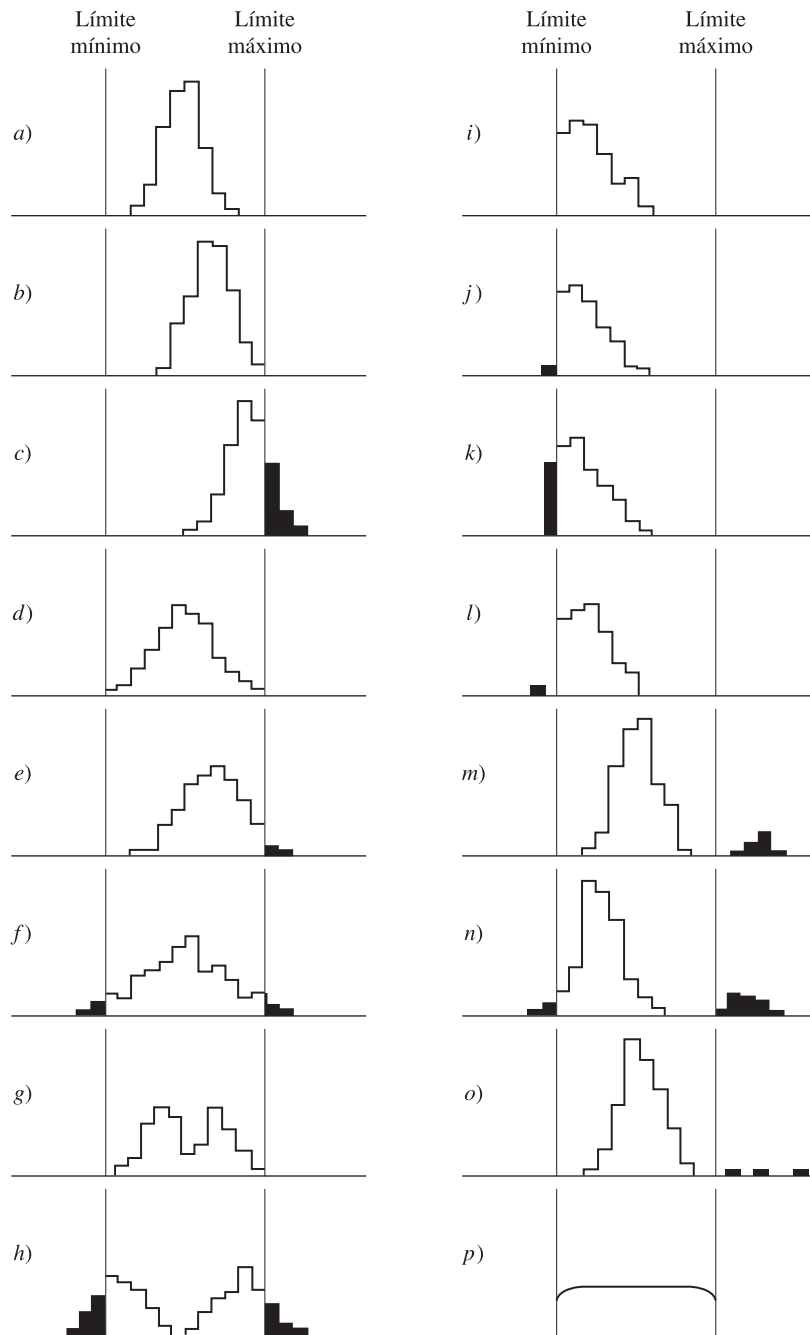 Límite
mínimo
Límite
máximo
a)
b)
c)
d)
e)
f)
g)
h)
Límite
mínimo
Límite
máximo
i)
j)
k)
l)
m)
n)
o)
p)